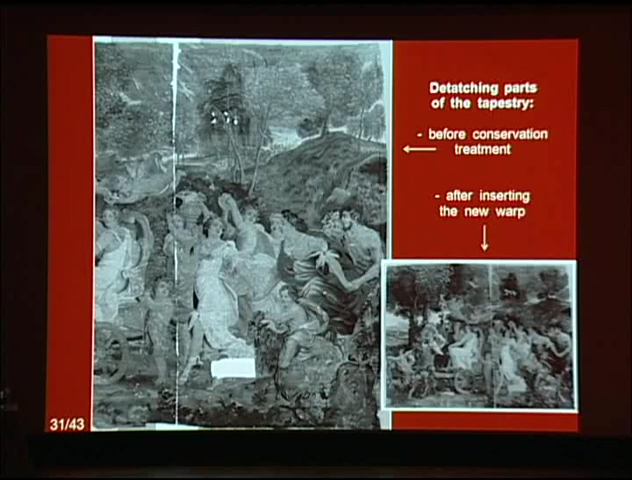 Detatching parts
of the tapestry:
- before conservation
treatment
- after inserting
the new warp
31/43